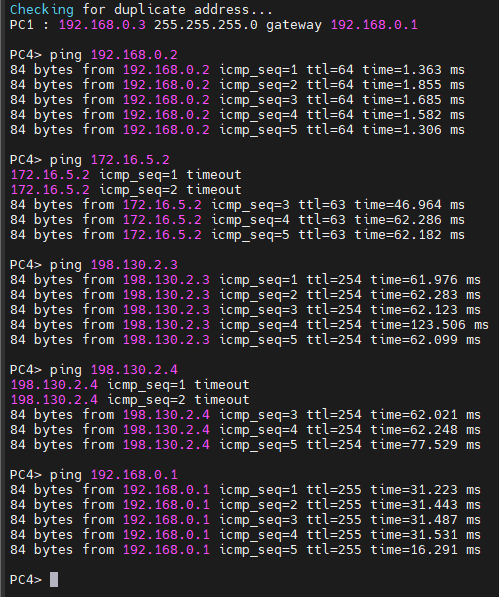 Checking for duplicate address...
PC1 : 192.168.0.3 255.255.255.0 gateway 192.168.0.1
PC4> ping 192.168.0.2
84 bytes from 192.168.0.2 icmp_seq=1 ttl=64 time=1.363 ms
84 bytes from 192.168.0.2 icmp_seq=2 ttl=64 time=1.855 ms
84 bytes from 192.168.0.2 icmp_seq=3 ttl=64 time=1.685 ms
84 bytes from 192.168.0.2 icmp_seq=4 ttl=64 time=1.582 ms
84 bytes from 192.168.0.2 icmp_seq=5 ttl=64 time=1.306 ms
PC4> ping 172.16.5.2
172.16.5.2 icmp_seq=1 timeout
172.16.5.2 icmp_seq=2 timeout
84 bytes from 172.16.5.2 icmp_seq=3 ttl=63 time=46.964 ms
84 bytes from 172.16.5.2 icmp_seq=4 ttl=63 time=62.286 ms
84 bytes from 172.16.5.2 icmp_seq=5 ttl=63 time=62.182 ms
PC4> ping 198.130.2.3
84 bytes from 198.130.2.3 icmp_seq=1 ttl=254 time=61.976 ms
84 bytes from 198.130.2.3 icmp_seq=2 ttl=254 time=62.283 ms
84 bytes from 198.130.2.3 icmp_seq=3 ttl=254 time=62.123 ms
84 bytes from 198.130.2.3 icmp_seq=4 ttl=254 time=123.506 ms
84 bytes from 198.130.2.3 icmp_seq=5 ttl=254 time=62.099 ms
PC4> ping 198.130.2.4
198.130.2.4 icmp_seq=1 timeout
198.130.2.4 icmp_seq=2 timeout
84 bytes from 198.130.2.4 icmp_seq=3 ttl=254 time=62.021 ms
84 bytes from 198.130.2.4 icmp_seq=4 ttl=254 time=62.248 ms
84 bytes from 198.130.2.4 icmp_seq=5 ttl=254 time=77.529 ms
PC4> ping 192.168.0.1
84 bytes from 192.168.0.1 icmp_seq=1 ttl=255 time=31.223 ms
84 bytes from 192.168.0.1 icmp_seq=2 ttl=255 time=31.443 ms
84 bytes from 192.168.0.1 icmp_seq=3 ttl=255 time=31.487 ms
84 bytes from 192.168.0.1 icmp_seq=4 ttl=255 time=31.531 ms
84 bytes from 192.168.0.1 icmp_seq=5 ttl=255 time=16.291 ms
PC4>